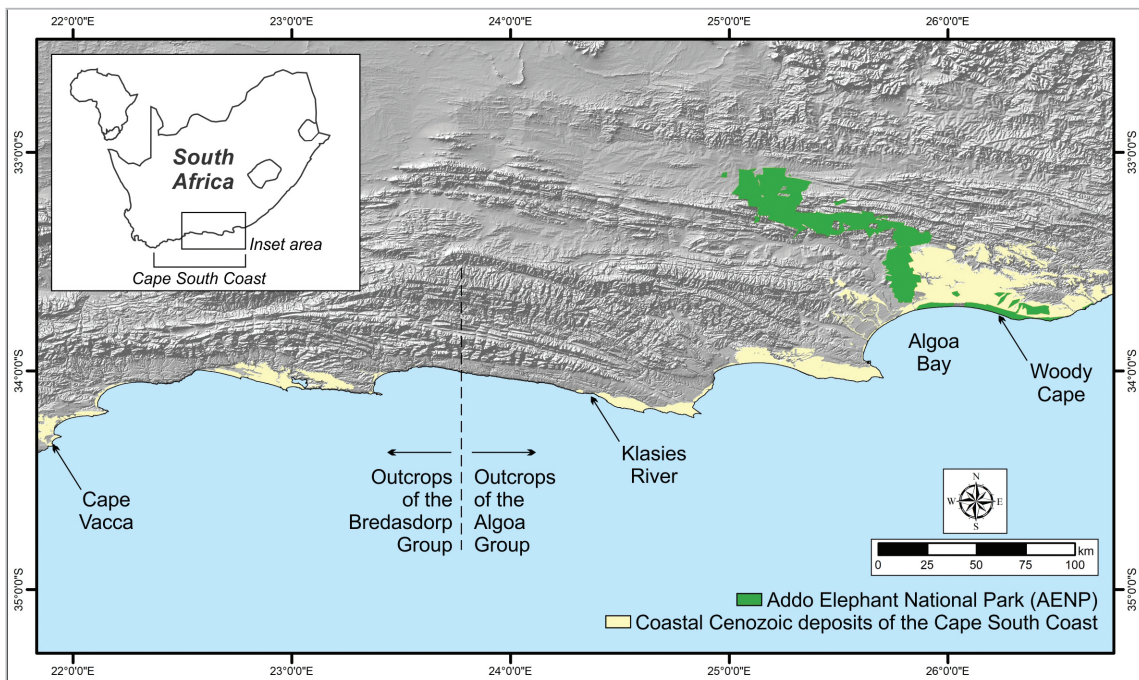 22°0'0"E 23°0'0"E 24°0'0"E 25°0'0"E 26°0'0"E
33°0'0"S
33°0'0"S
34°0'0"S
34°0'0"S
35°0'0"S
35°0'0"S
South
Africa
Inset area
Cape South Coast
Algoa
Bay
Woody
Cape
Klasies
River
Cape
Vacca
Outcrops
of the
Bredasdorp
Group
Outcrops
of the
Algoa
Group
N
W E
S
km
0 25 50 75 100
Addo Elephant National Park (AENP)
Coastal Cenozoic deposits of the Cape South Coast
22°0'0"E 23°0'0"E 24°0'0"E 25°0'0"E 26°0'0"E